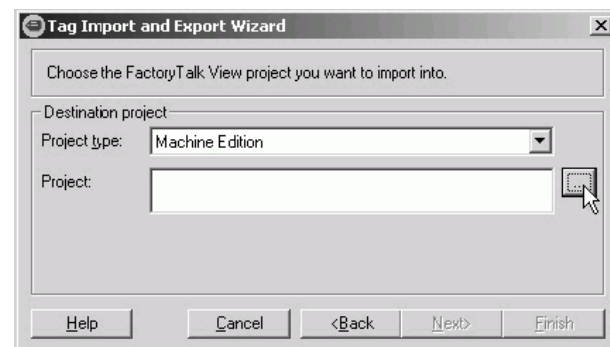 Tag Import and Export Wizard
Choose the FactoryTalk View project you want to import into.
Destination project
Project type:
Machine Edition
Project:
...
Help
Cancel
<Back
Next>
Finish